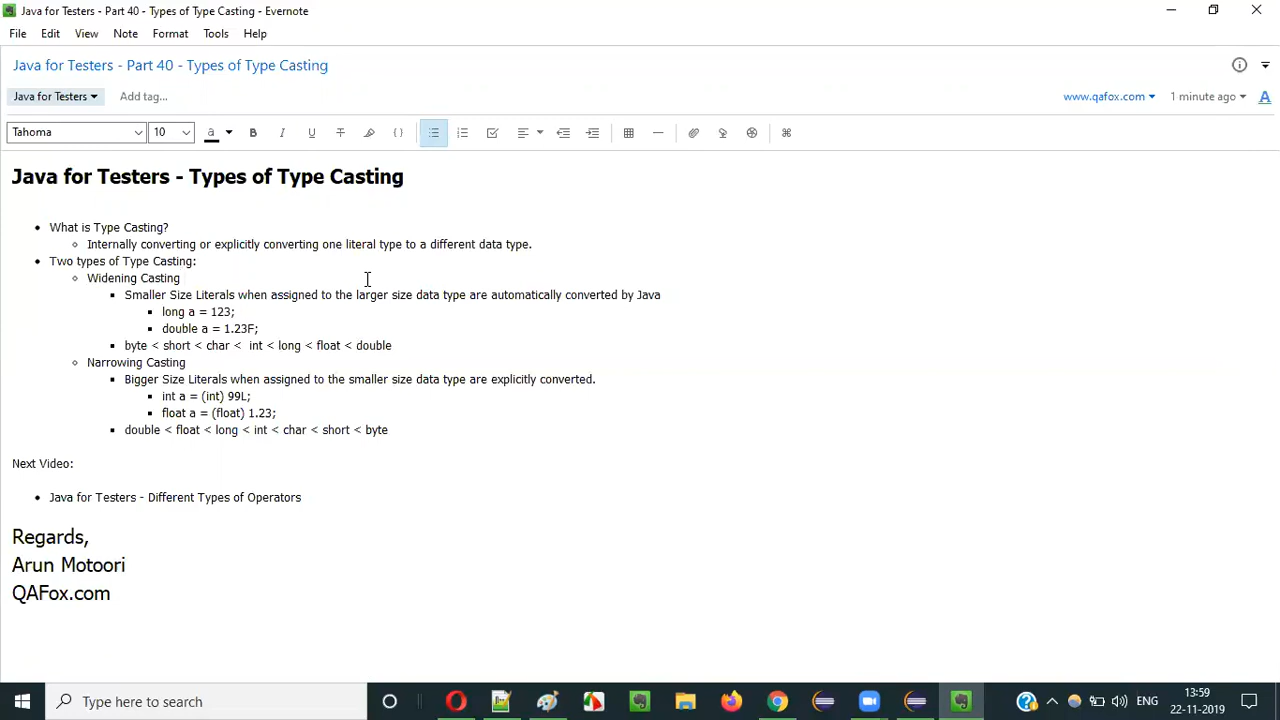 Java for Testers - Part 40 - Types of Type Casting - Evernote
File Edit View Note Format Tools Help
Java for Testers - Part 40 - Types of Type Casting
Java for Testers Add tag... www.qafox.com 1 minute ago
Tahoma 10
Java for Testers - Types of Type Casting
What is Type Casting?
Internally converting or explicitly converting one literal type to a different data type.
Two types of Type Casting:
Widening Casting
Smaller Size Literals when assigned to the larger size data type are automatically converted by Java
long a = 123;
double a = 1.23F;
byte < short < char <  int < long < float < double
Narrowing Casting
Bigger Size Literals when assigned to the smaller size data type are explicitly converted.
int a = (int) 99L;
float a = (float) 1.23;
double < float < long < int < char < short < byte
Next Video:
Java for Testers - Different Types of Operators
Regards,
Arun Motoori
QAFox.com
Type here to search
ENG
13:59
22-11-2019